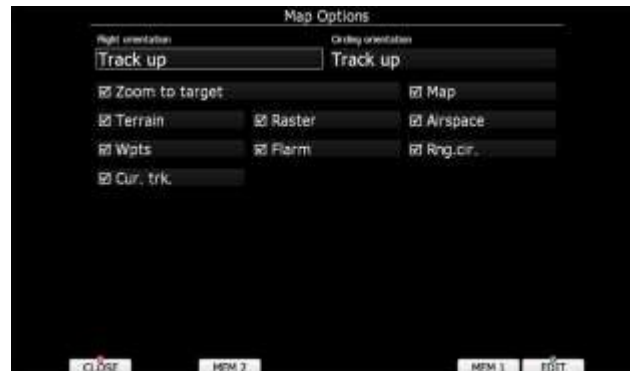 Map Options
Flight orientation Circling orientation
Track up Track up
Zoom to target Map
Terrain Raster Airspace
Wpts Flarm Rng.cir.
Cur. trk.
CLOSE MEM 2 MEM 1 EDIT